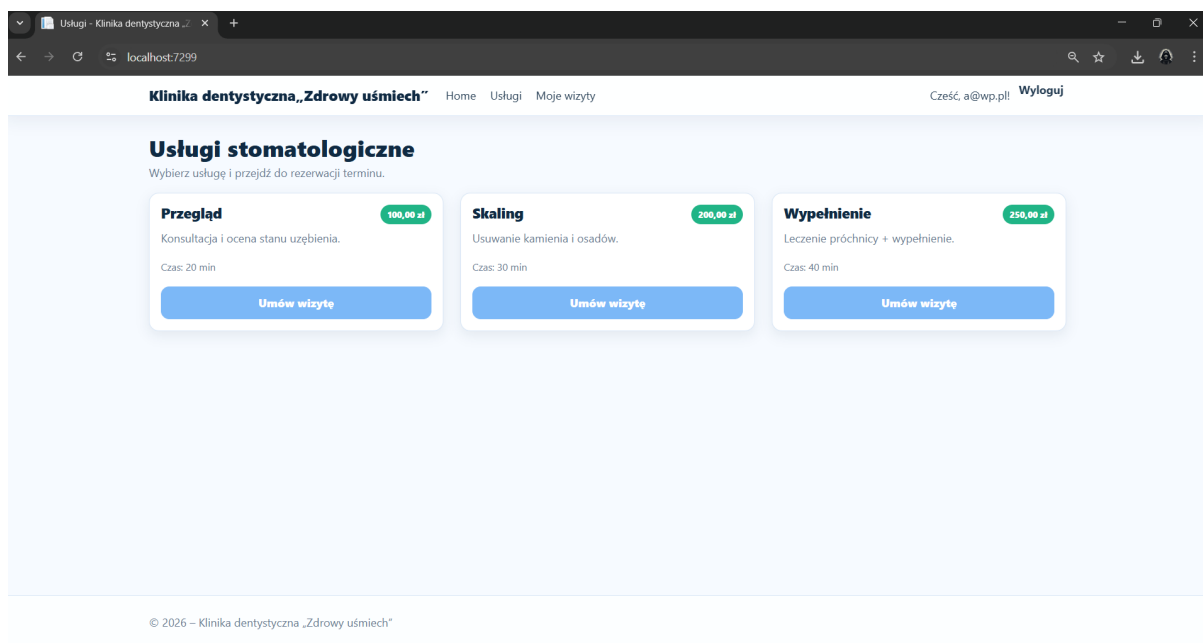 Usługi - Klinika dentystyczna „Z
localhost:7299
Klinika dentystyczna„Zdrowy uśmiech” Home Usługi Moje wizyty Cześć, a@wp.pl! Wyloguj
Usługi stomatologiczne
Wybierz usługę i przejdź do rezerwacji terminu.
Przegląd 100,00 zł
Konsultacja i ocena stanu uzębienia.
Czas: 20 min
Umów wizytę
Skaling 200,00 zł
Usuwanie kamienia i osadów.
Czas: 30 min
Umów wizytę
Wypełnienie 250,00 zł
Leczenie próchnicy + wypełnienie.
Czas: 40 min
Umów wizytę
© 2026 – Klinika dentystyczna „Zdrowy uśmiech”